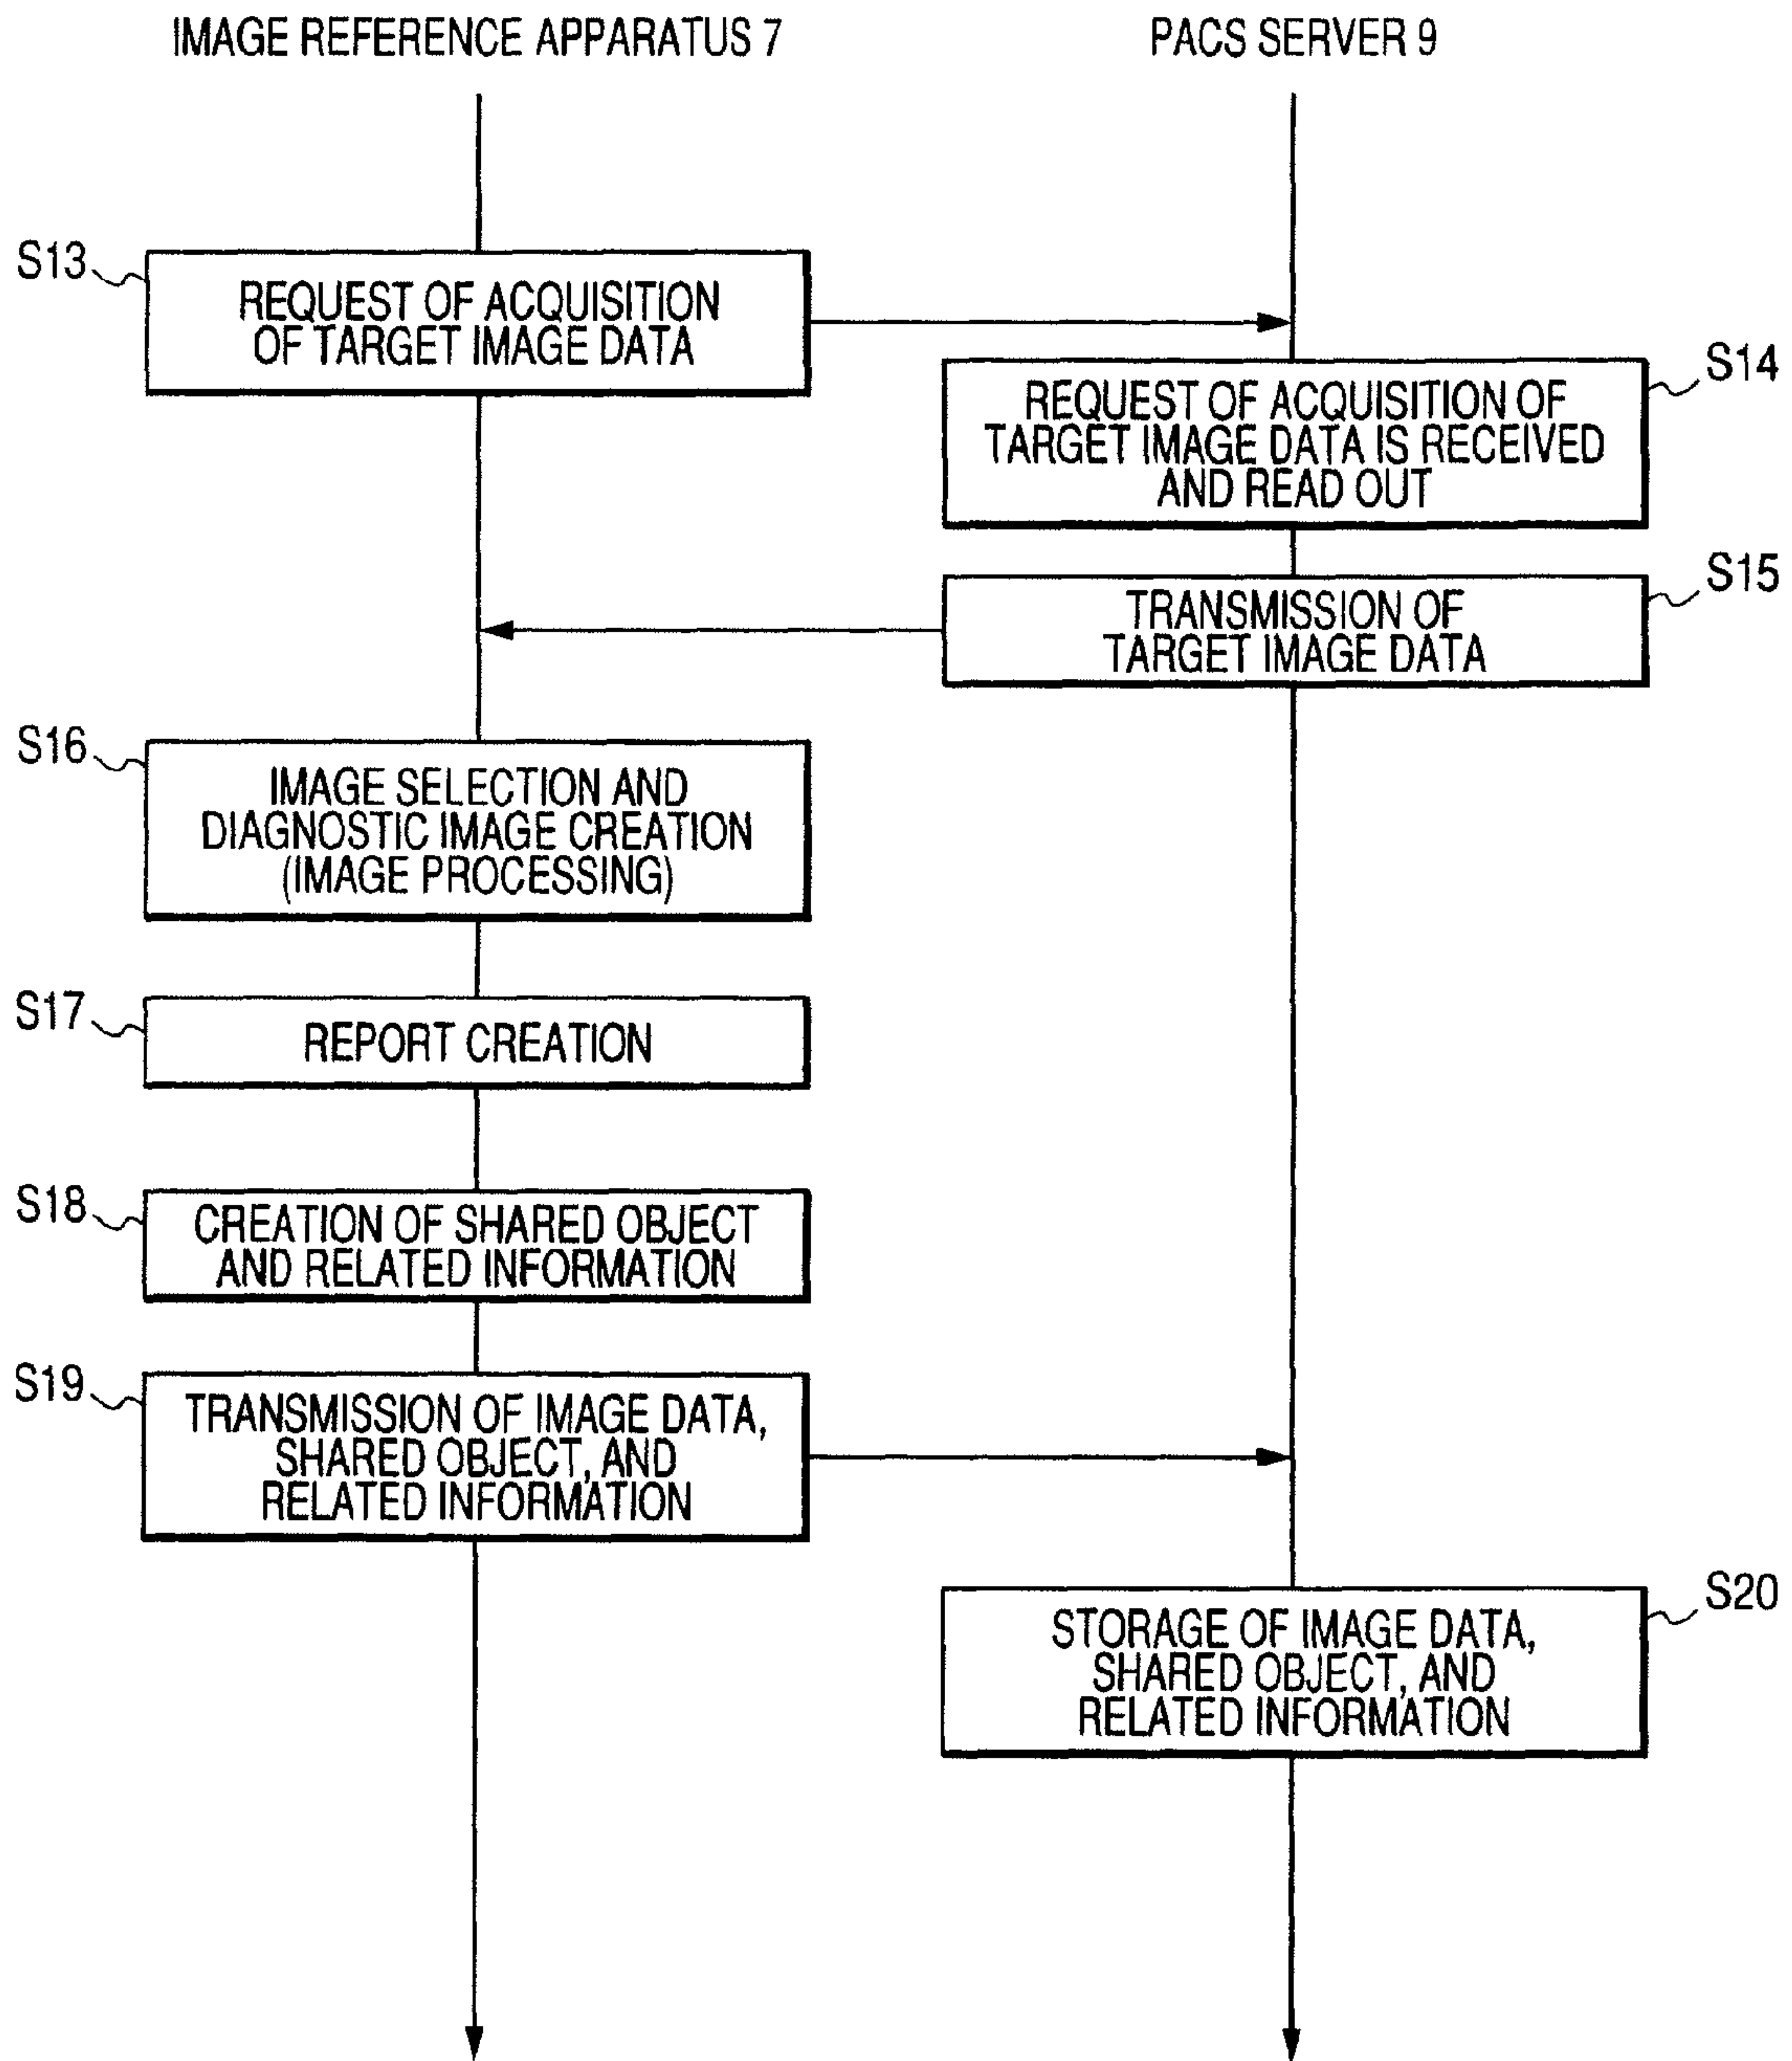 IMAGE REFERENCE APPARATUS 7
PACS SERVER 9
S13
REQUEST OF ACQUISITION
OF TARGET IMAGE DATA
S14
REQUEST OF ACQUISITION OF
TARGET IMAGE DATA IS RECEIVED
AND READ OUT
S15
TRANSMISSION OF
TARGET IMAGE DATA
S16
IMAGE SELECTION AND
DIAGNOSTIC IMAGE CREATION
(IMAGE PROCESSING)
S17
REPORT CREATION
S18
CREATION OF SHARED OBJECT
AND RELATED INFORMATION
S19
TRANSMISSION OF IMAGE DATA,
SHARED OBJECT, AND
RELATED INFORMATION
S20
STORAGE OF IMAGE DATA,
SHARED OBJECT, AND
RELATED INFORMATION